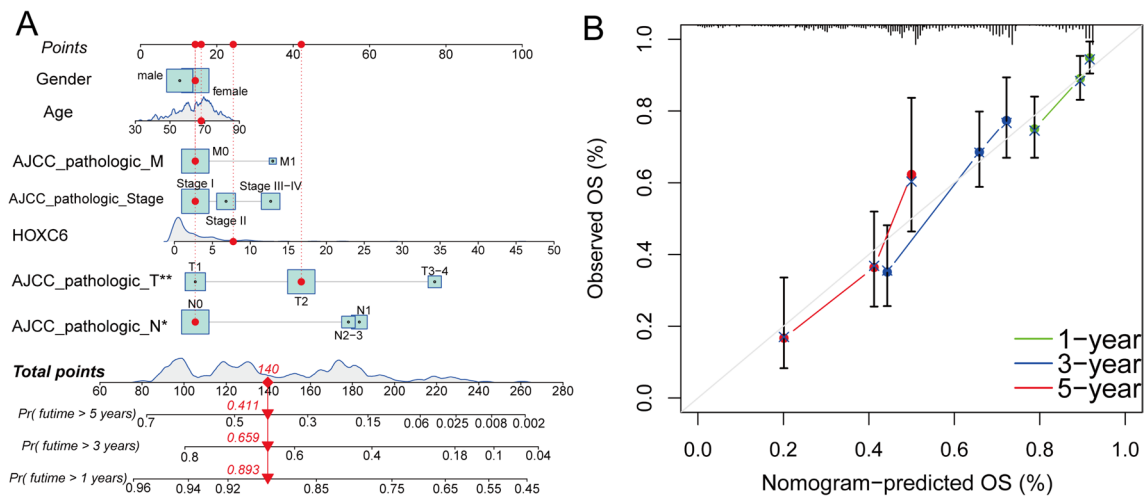 A
Points
0 20 40 60 80 100
Gender
male
female
Age
30 50 70 90
AJCC_pathologic_M
M0
M1
AJCC_pathologic_Stage
Stage I
Stage II
Stage III−IV
HOXC6
0 5 10 15 20 25 30 35 40 45 50
AJCC_pathologic_T**
T1
T2
T3−4
AJCC_pathologic_N*
N0
N1
N2−3
Total points
140
60 80 100 120 140 160 180 200 220 240 260 280
Pr( futime > 5 years)
0.411
0.7 0.5 0.3 0.15 0.06 0.025 0.008 0.002
Pr( futime > 3 years)
0.659
0.8 0.6 0.4 0.18 0.1 0.04
Pr( futime > 1 years)
0.893
0.96 0.94 0.92 0.85 0.75 0.65 0.55 0.45
B
Observed OS (%)
1.0
0.8
0.6
0.4
0.2
0.0
1−year
3−year
5−year
0.0 0.2 0.4 0.6 0.8 1.0
Nomogram−predicted OS (%)